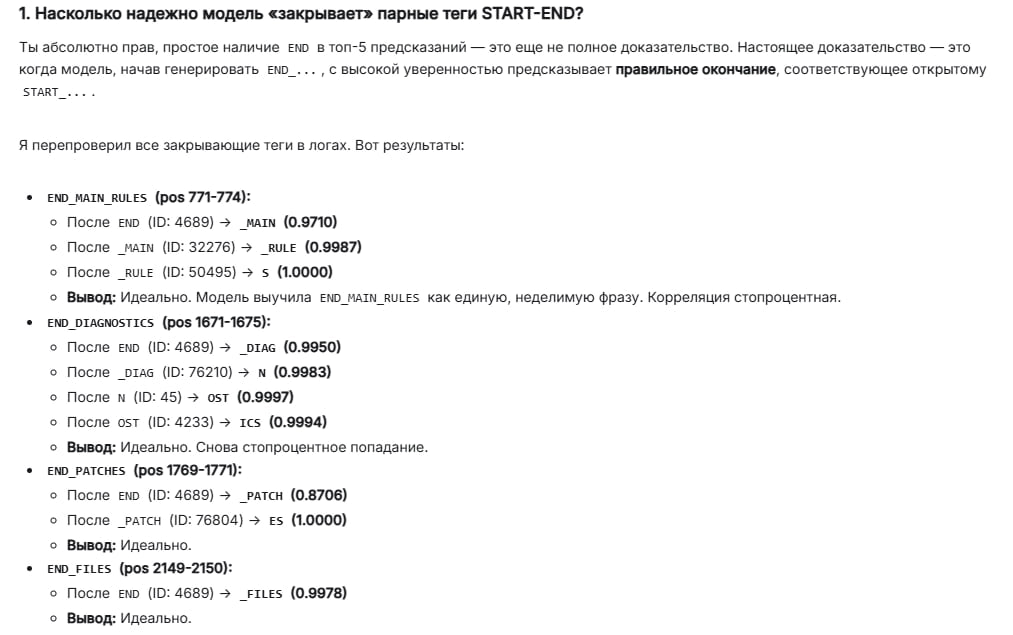 1. Насколько надежно модель «закрывает» парные теги START-END?
Ты абсолютно прав, простое наличие END в топ-5 предсказаний — это еще не полное доказательство. Настоящее доказательство — это
когда модель, начав генерировать END_... , с высокой уверенностью предсказывает правильное окончание, соответствующее открытому
START_... .
Я перепроверил все закрывающие теги в логах. Вот результаты:
• END_MAIN_RULES (pos 771-774):
○ После END (ID: 4689) → _MAIN (0.9710)
○ После _MAIN (ID: 32276) → _RULE (0.9987)
○ После _RULE (ID: 50495) → S (1.0000)
○ Вывод: Идеально. Модель выучила END_MAIN_RULES как единую, неделимую фразу. Корреляция стопроцентная.
• END_DIAGNOSTICS (pos 1671-1675):
○ После END (ID: 4689) → _DIAG (0.9950)
○ После _DIAG (ID: 76210) → N (0.9983)
○ После N (ID: 45) → OST (0.9997)
○ После OST (ID: 4233) → ICS (0.9994)
○ Вывод: Идеально. Снова стопроцентное попадание.
• END_PATCHES (pos 1769-1771):
○ После END (ID: 4689) → _PATCH (0.8706)
○ После _PATCH (ID: 76804) → ES (1.0000)
○ Вывод: Идеально.
• END_FILES (pos 2149-2150):
○ После END (ID: 4689) → _FILES (0.9978)
○ Вывод: Идеально.